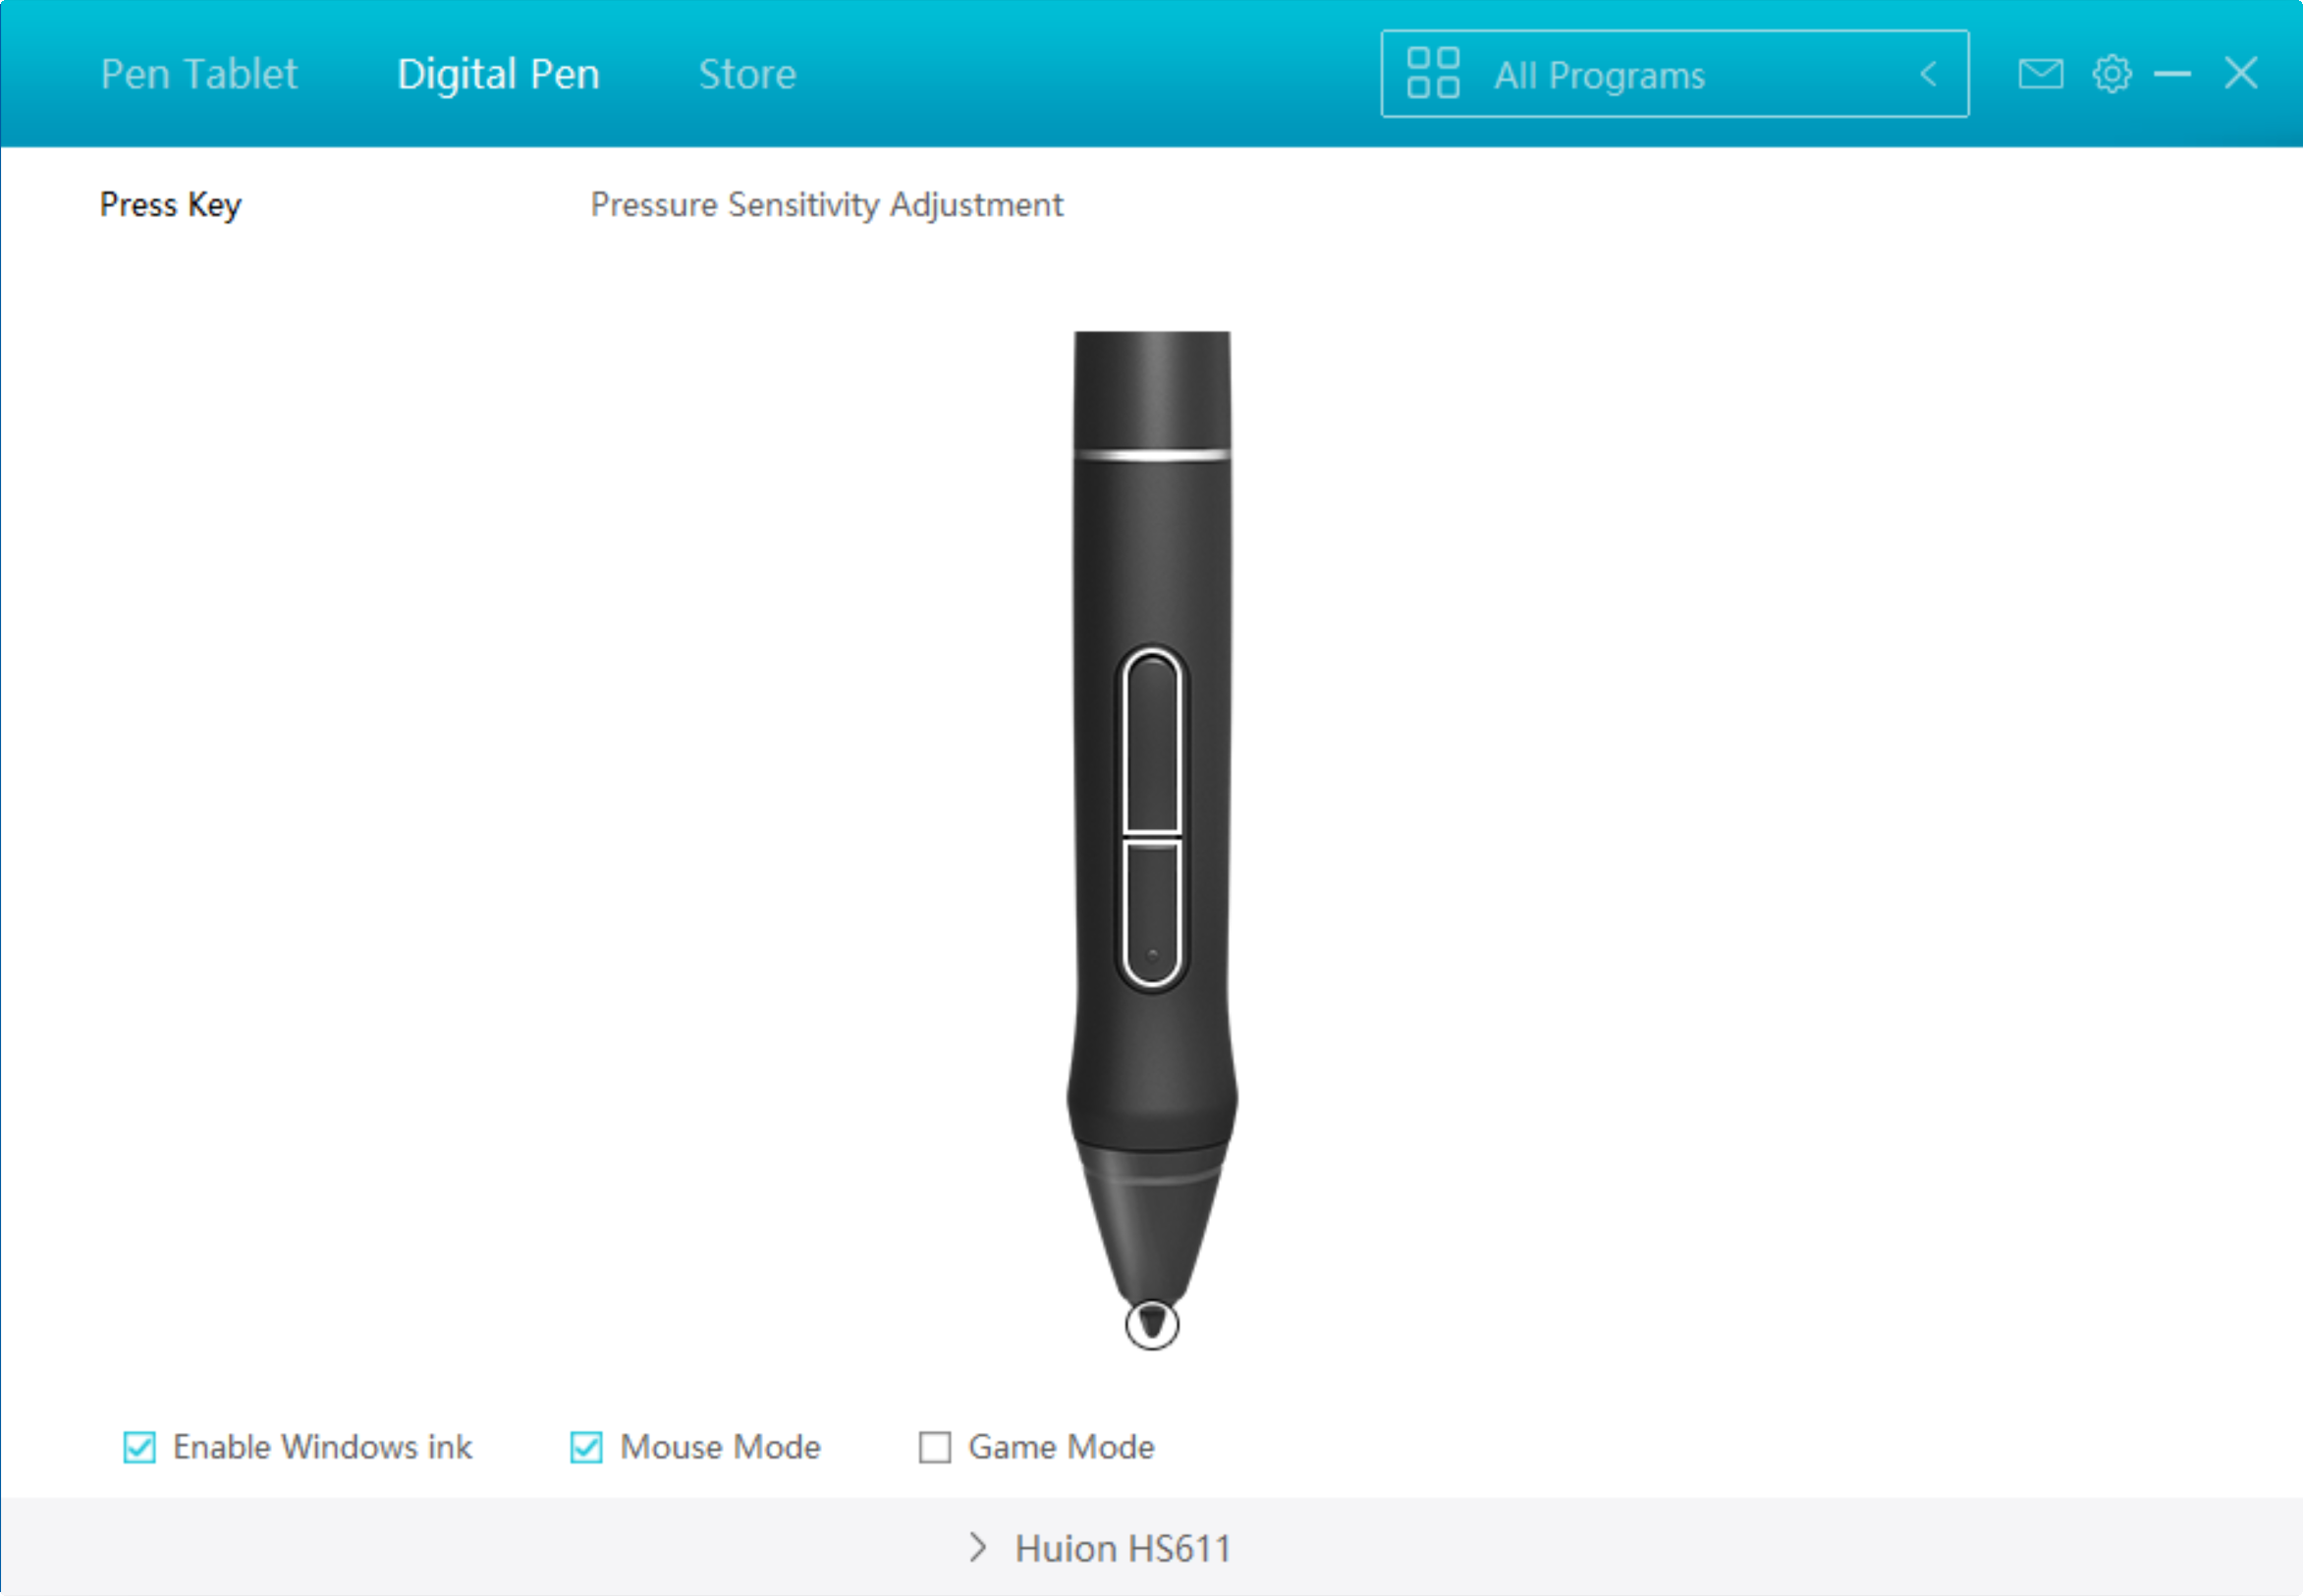 Pen Tablet Digital Pen Store All Programs
Press Key Pressure Sensitivity Adjustment
Enable Windows ink Mouse Mode Game Mode
Huion HS611